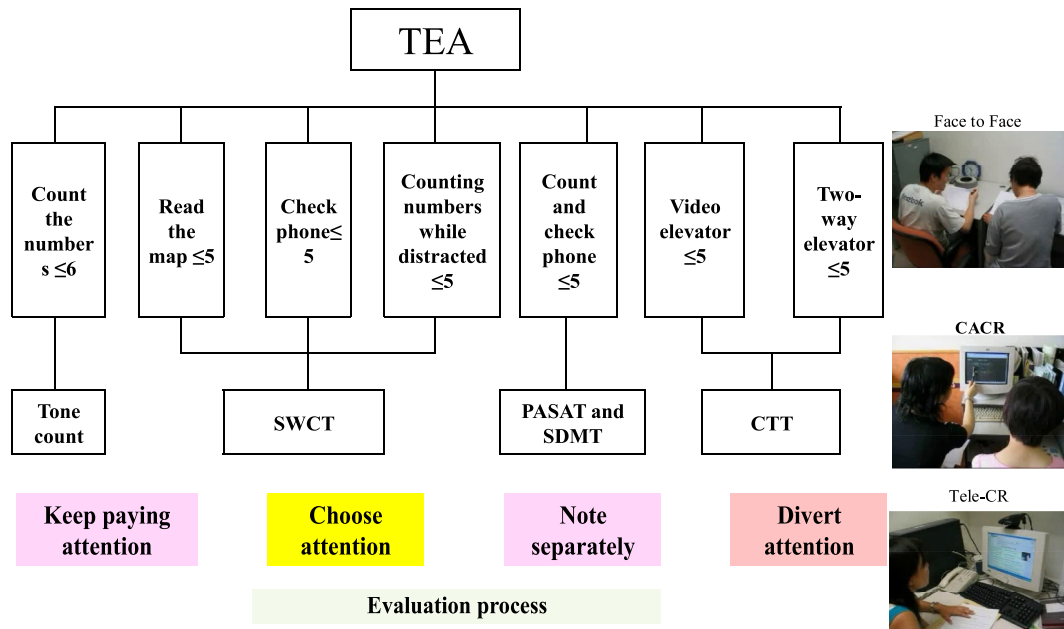 TEA
Count
the
number
s ≤6
Read
the
map ≤5
Check
phone≤
5
Counting
numbers
while
distracted
≤5
Count
and
check
phone
≤5
Video
elevator
≤5
Two-
way
elevator
≤5
Tone
count
SWCT
PASAT and
SDMT
CTT
Keep paying
attention
Choose
attention
Note
separately
Divert
attention
Evaluation process
Face to Face
Reebok
CACR
Tele-CR